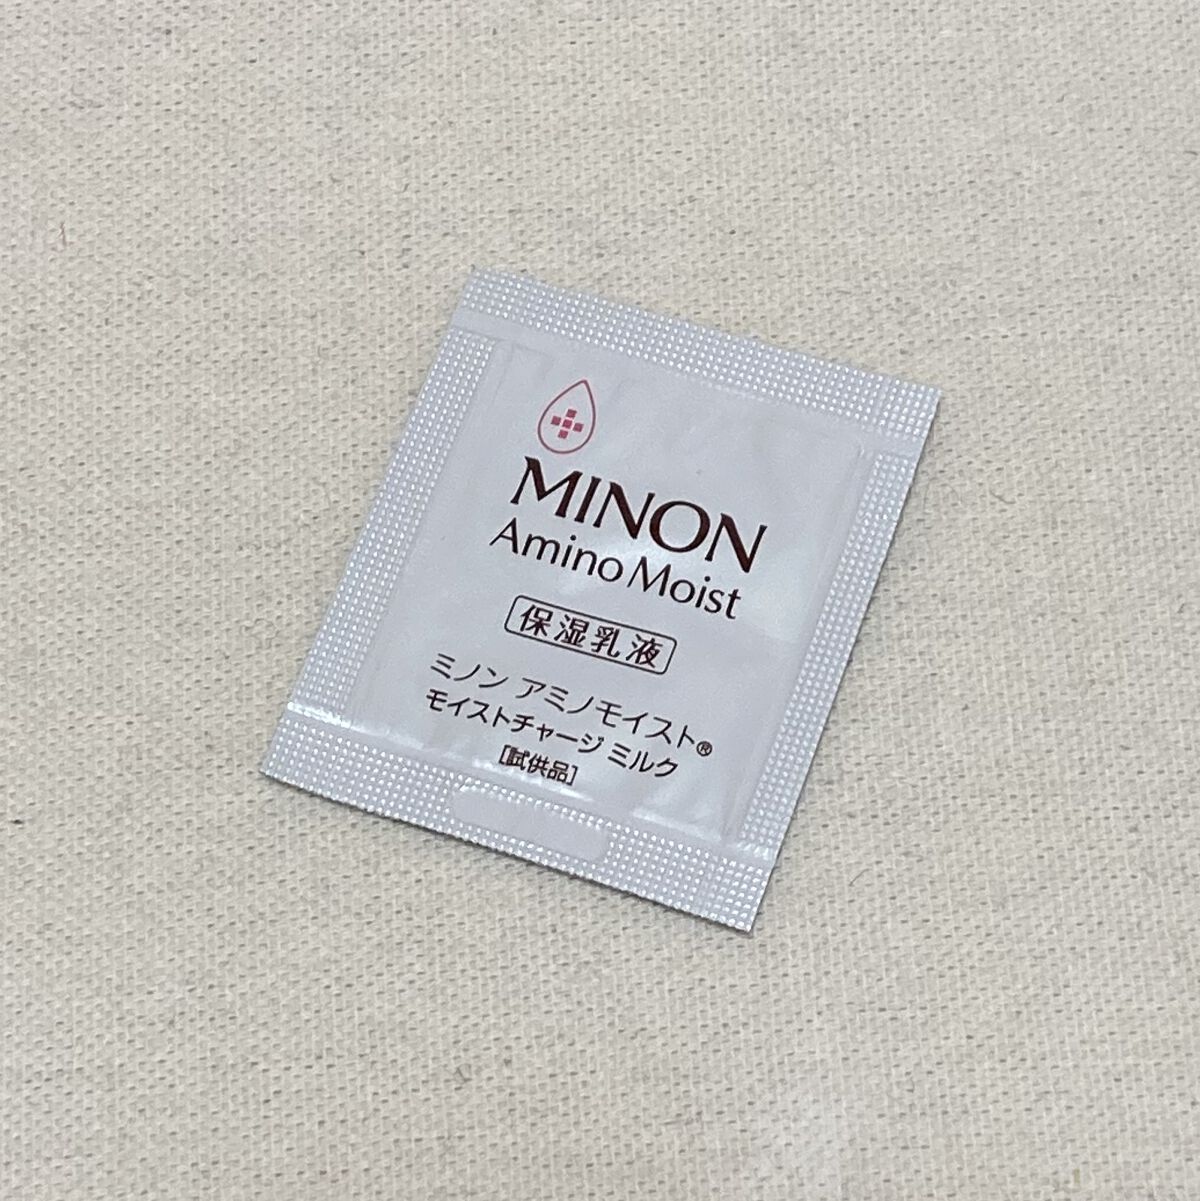 MINON
Amino Moist
保湿乳液
ミノン アミノモイスト®
モイストチャージ ミルク
[試供品]